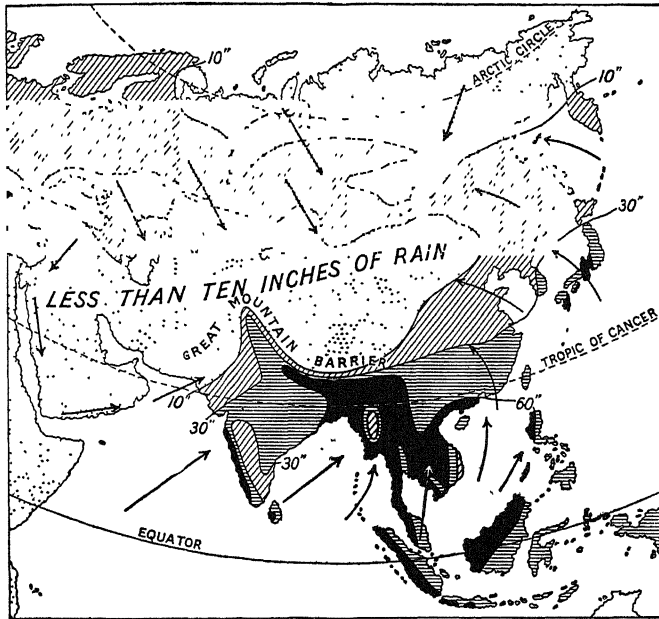 10"
ARCTIC CIRCLE
10"
30"
LESS THAN TEN INCHES OF RAIN
GREAT MOUNTAIN BARRIER
TROPIC OF CANCER
10"
60"
30"
30"
EQUATOR